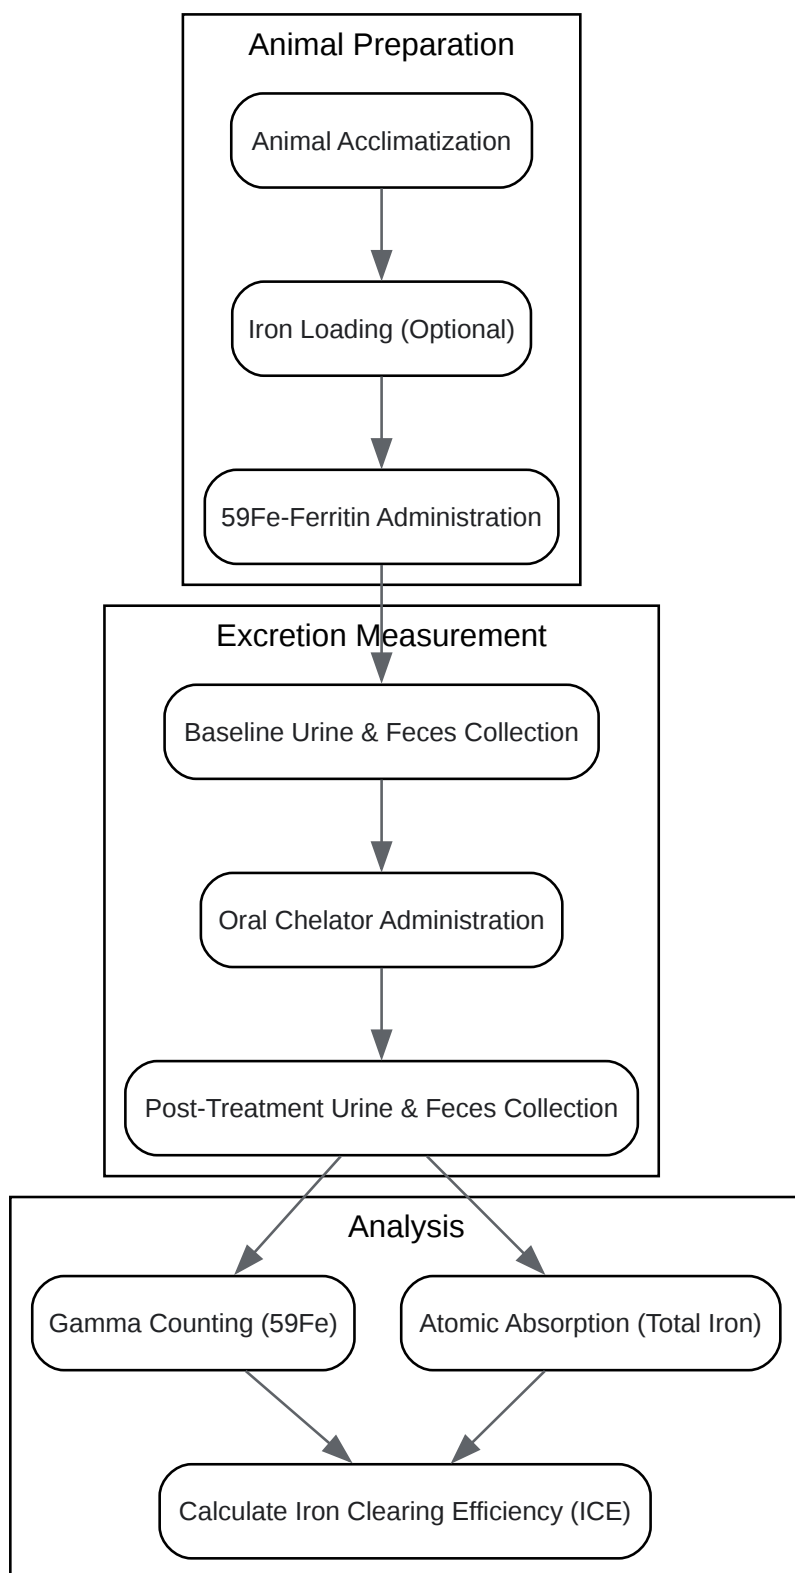 Animal Preparation
Animal Acclimatization
Iron Loading (Optional)
59Fe-Ferritin Administration
Excretion Measurement
Baseline Urine & Feces Collection
Oral Chelator Administration
Post-Treatment Urine & Feces Collection
Analysis
Gamma Counting (59Fe)
Atomic Absorption (Total Iron)
Calculate Iron Clearing Efficiency (ICE)